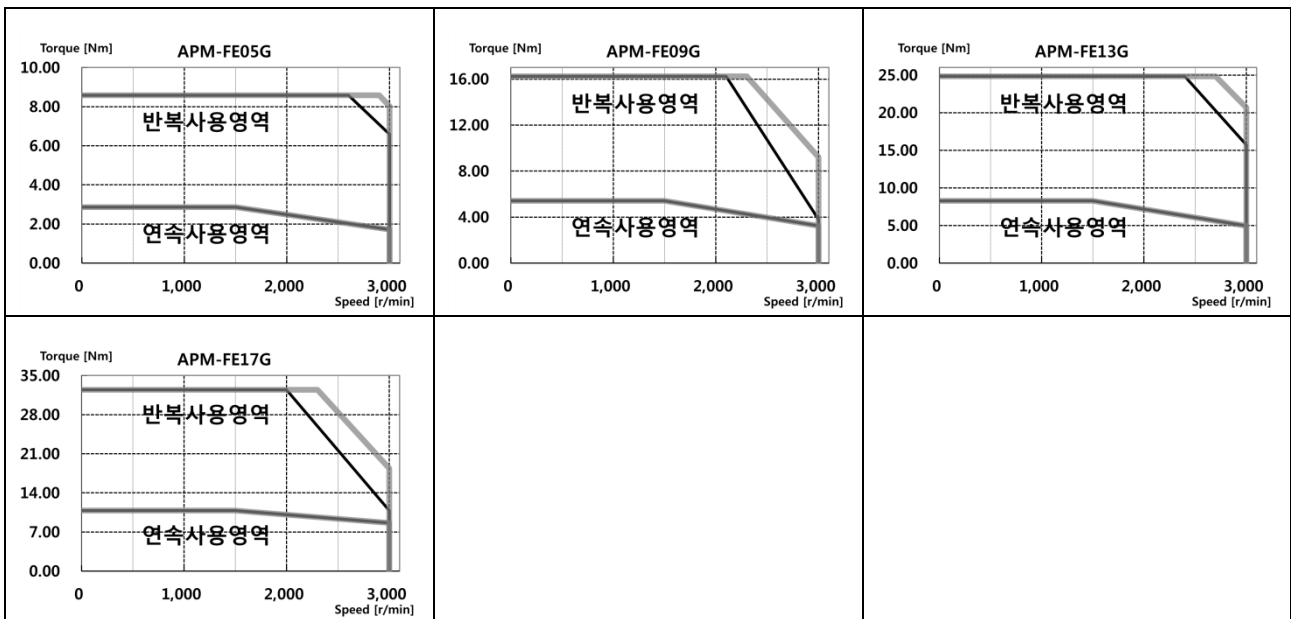 Torque [Nm] APM-FE05G
10.00
8.00
반복사용영역
6.00
4.00
2.00
연속사용영역
0.00
0 1,000 2,000 3,000
Speed [r/min]
Torque [Nm] APM-FE09G
16.00
반복사용영역
12.00
8.00
4.00
연속사용영역
0.00
0 1,000 2,000 3,000
Speed [r/min]
Torque [Nm] APM-FE13G
25.00
반복사용영역
20.00
15.00
10.00
5.00
연속사용영역
0.00
0 1,000 2,000 3,000
Speed [r/min]
Torque [Nm] APM-FE17G
35.00
28.00
반복사용영역
21.00
14.00
7.00
연속사용영역
0.00
0 1,000 2,000 3,000
Speed [r/min]